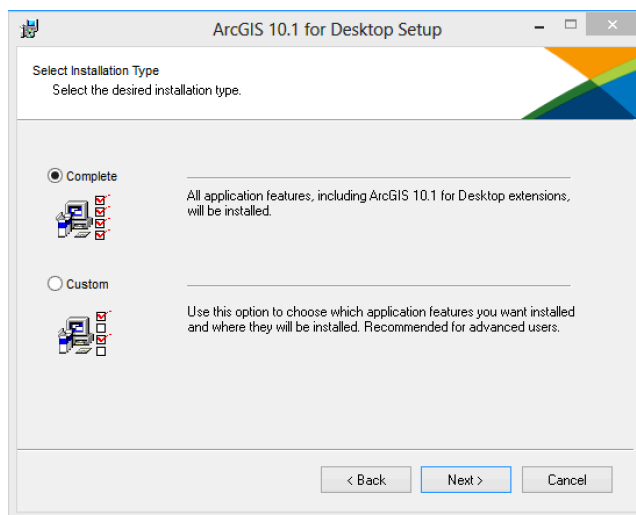 ArcGIS 10.1 for Desktop Setup
Select Installation Type
Select the desired installation type.
Complete
All application features, including ArcGIS 10.1 for Desktop extensions,
will be installed.
Custom
Use this option to choose which application features you want installed
and where they will be installed. Recommended for advanced users.
< Back Next > Cancel